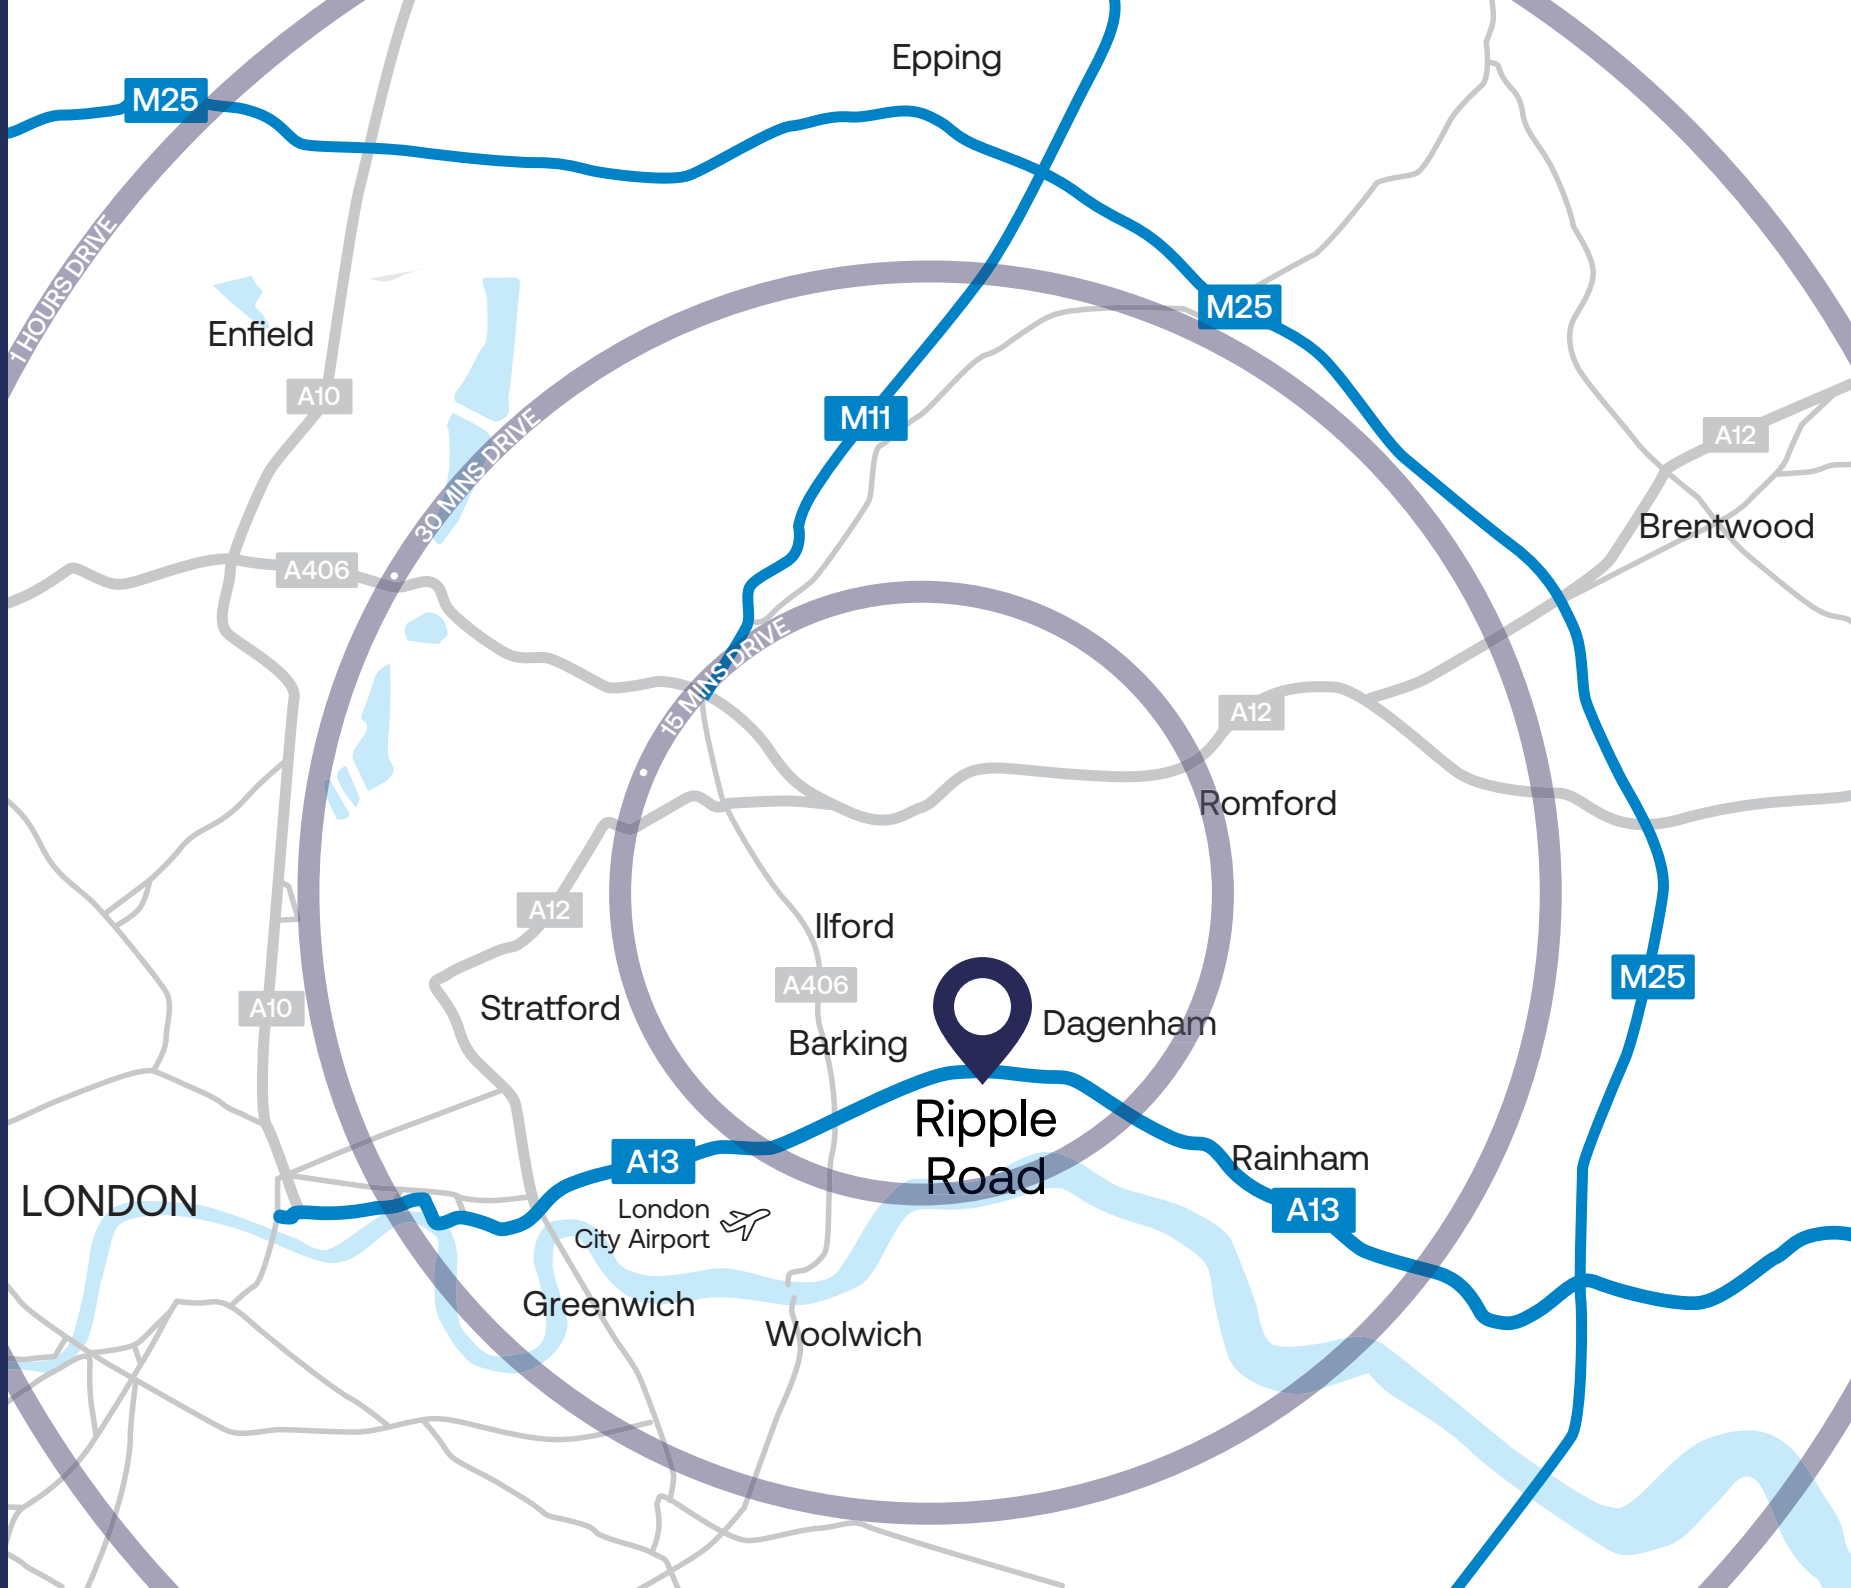 Epping
M25
1 HOURS DRIVE
M25
Enfield
A10
M11
30 MINS DRIVE
A12
Brentwood
A406
15 MINS DRIVE
A12
Romford
A12
Ilford
A406
M25
A10
Stratford
Dagenham
Barking
Ripple
Road
A13
Rainham
LONDON
London
City Airport
A13
Greenwich
Woolwich